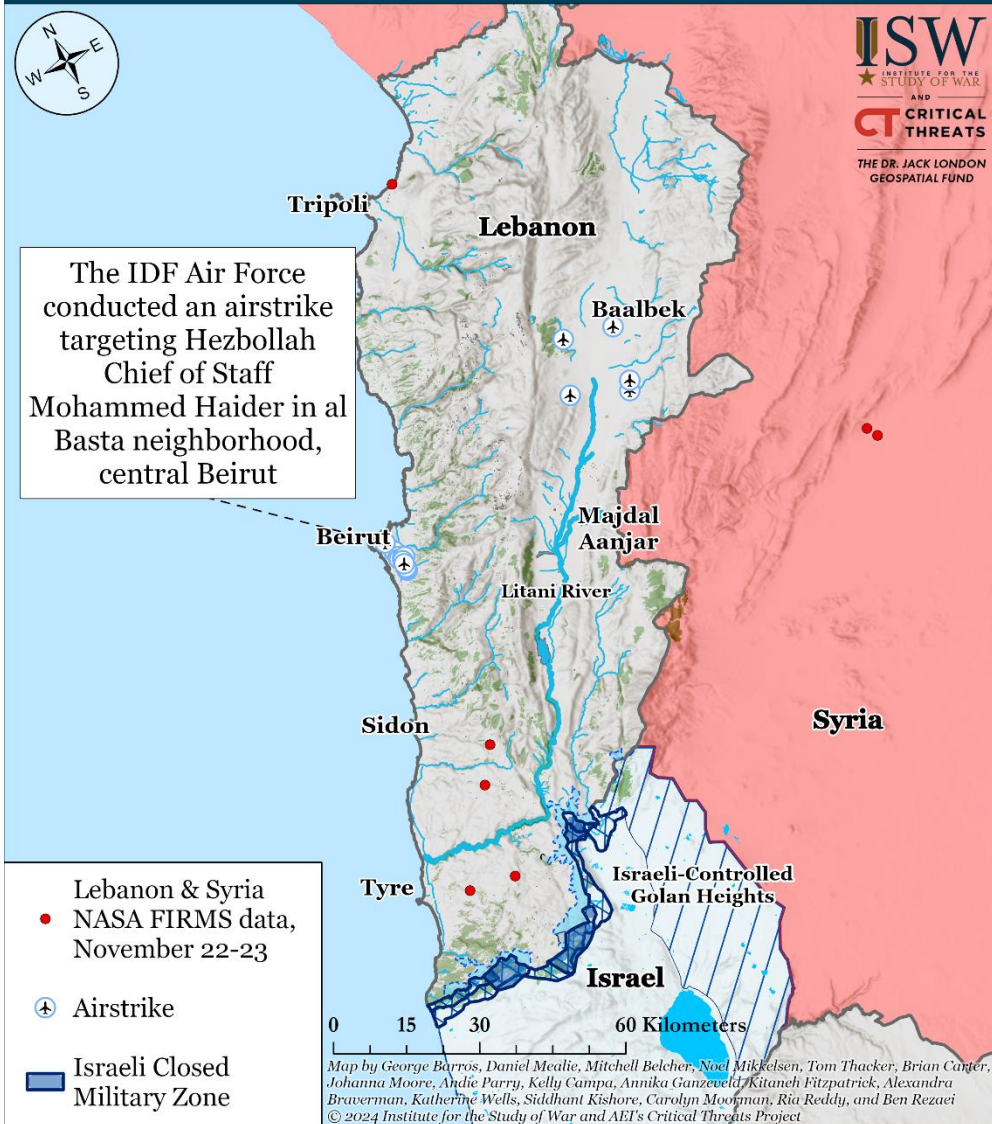 N
E
W
S
ISW
INSTITUTE FOR THE
STUDY OF WAR
AND
CT CRITICAL
THREATS
THE DR. JACK LONDON
GEOSPATIAL FUND
Tripoli
Lebanon
The IDF Air Force
conducted an airstrike
targeting Hezbollah
Chief of Staff
Mohammed Haider in al
Basta neighborhood,
central Beirut
Baalbek
Beirut
Majdal
Aanjar
Litani River
Sidon
Syria
Tyre
Israeli-Controlled
Golan Heights
Israel
Lebanon & Syria
NASA FIRMS data,
November 22-23
Airstrike
Israeli Closed
Military Zone
0 15 30 60 Kilometers
Map by George Barros, Daniel Mealie, Mitchell Belcher, Noel Mikkelsen, Tom Thacker, Brian Carter,
Johanna Moore, Andie Parry, Kelly Campa, Annika Ganzeveld, Kitaneh Fitzpatrick, Alexandra
Braverman, Katherine Wells, Siddhant Kishore, Carolyn Moorman, Ria Reddy, and Ben Rezaei
© 2024 Institute for the Study of War and AEI's Critical Threats Project